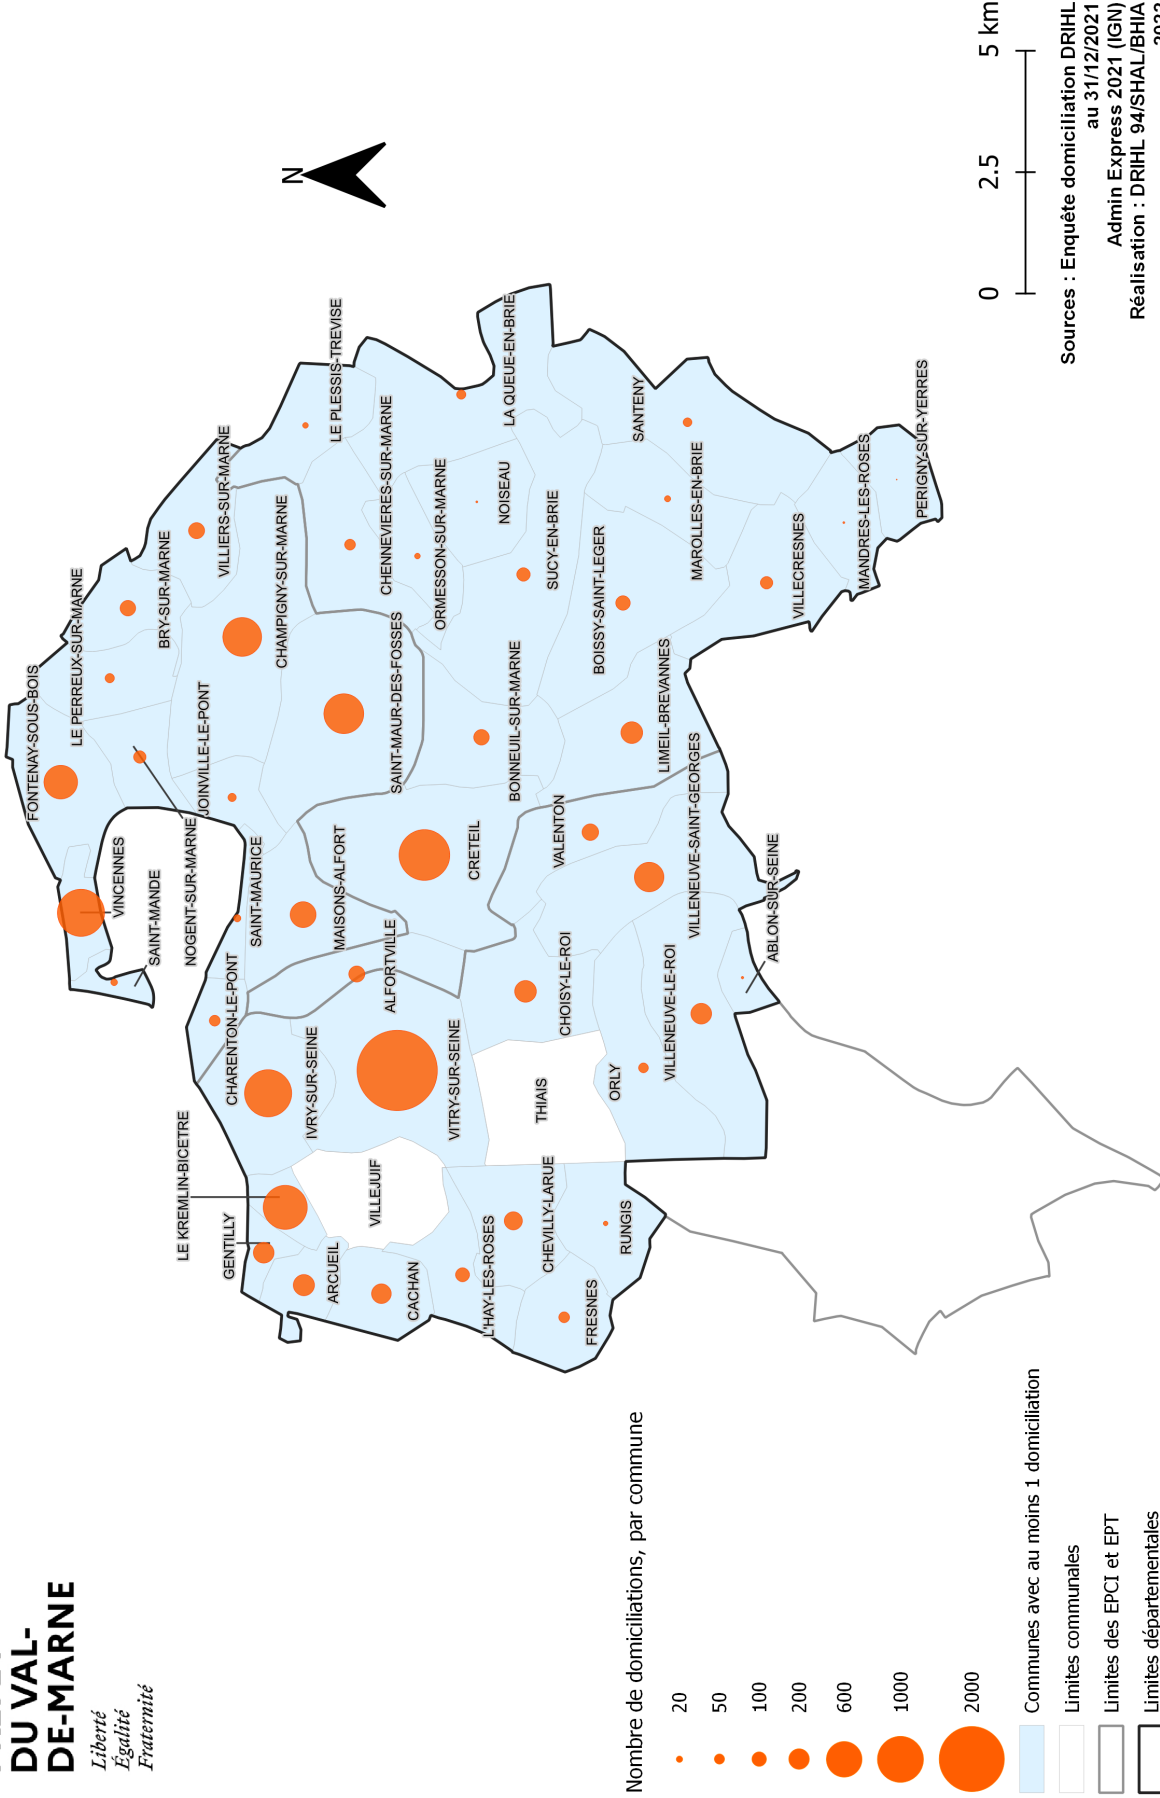 DU VAL-
DE-MARNE
Liberté
Égalité
Fraternité
Nombre de domiciliations, par commune
20
50
100
200
600
1000
2000
Communes avec au moins 1 domiciliation
Limites communales
Limites des EPCI et EPT
Limites départementales
FONTENAY-SOUS-BOIS
LE PERREUX-SUR-MARNE
VINCENNES
SAINT-MANDE
NOGENT-SUR-MARNE
BRY-SUR-MARNE
JOINVILLE-LE-PONT
VILLIERS-SUR-MARNE
SAINT-MAURICE
CHARENTON-LE-PONT
LE KREMLIN-BICETRE
GENTILLY
CHAMPIGNY-SUR-MARNE
LE PLESSIS-TREVISE
MAISONS-ALFORT
IVRY-SUR-SEINE
ARCUEIL
VILLEJUIF
ALFORTVILLE
SAINT-MAUR-DES-FOSSES
CHENNEVIERES-SUR-MARNE
CACHAN
VITRY-SUR-SEINE
CRETEIL
ORMESSON-SUR-MARNE
L'HAY-LES-ROSES
BONNEUIL-SUR-MARNE
NOISEAU
LA QUEUE-EN-BRIE
SUCY-EN-BRIE
CHEVILLY-LARUE
THIAIS
CHOISY-LE-ROI
VALENTON
FRESNES
RUNGIS
ORLY
BOISSY-SAINT-LEGER
SANTENY
LIMEIL-BREVANNES
VILLENEUVE-LE-ROI
VILLENEUVE-SAINT-GEORGES
MAROLLES-EN-BRIE
ABLON-SUR-SEINE
VILLECRESNES
MANDRES-LES-ROSES
PERIGNY-SUR-YERRES
N
0 2.5 5 km
Sources : Enquête domiciliation DRIHL
au 31/12/2021
Admin Express 2021 (IGN)
Réalisation : DRIHL 94/SHAL/BHIA